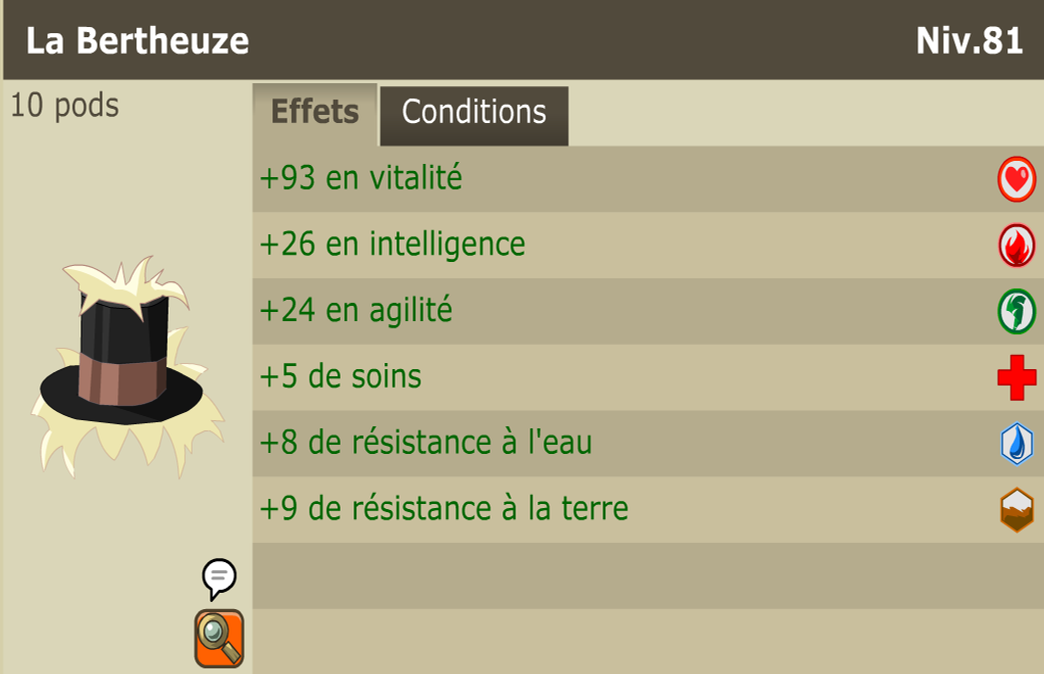 La Bertheuze
Niv.81
10 pods
Effets
Conditions
+93 en vitalité
+26 en intelligence
+24 en agilité
+5 de soins
+8 de résistance à l'eau
+9 de résistance à la terre